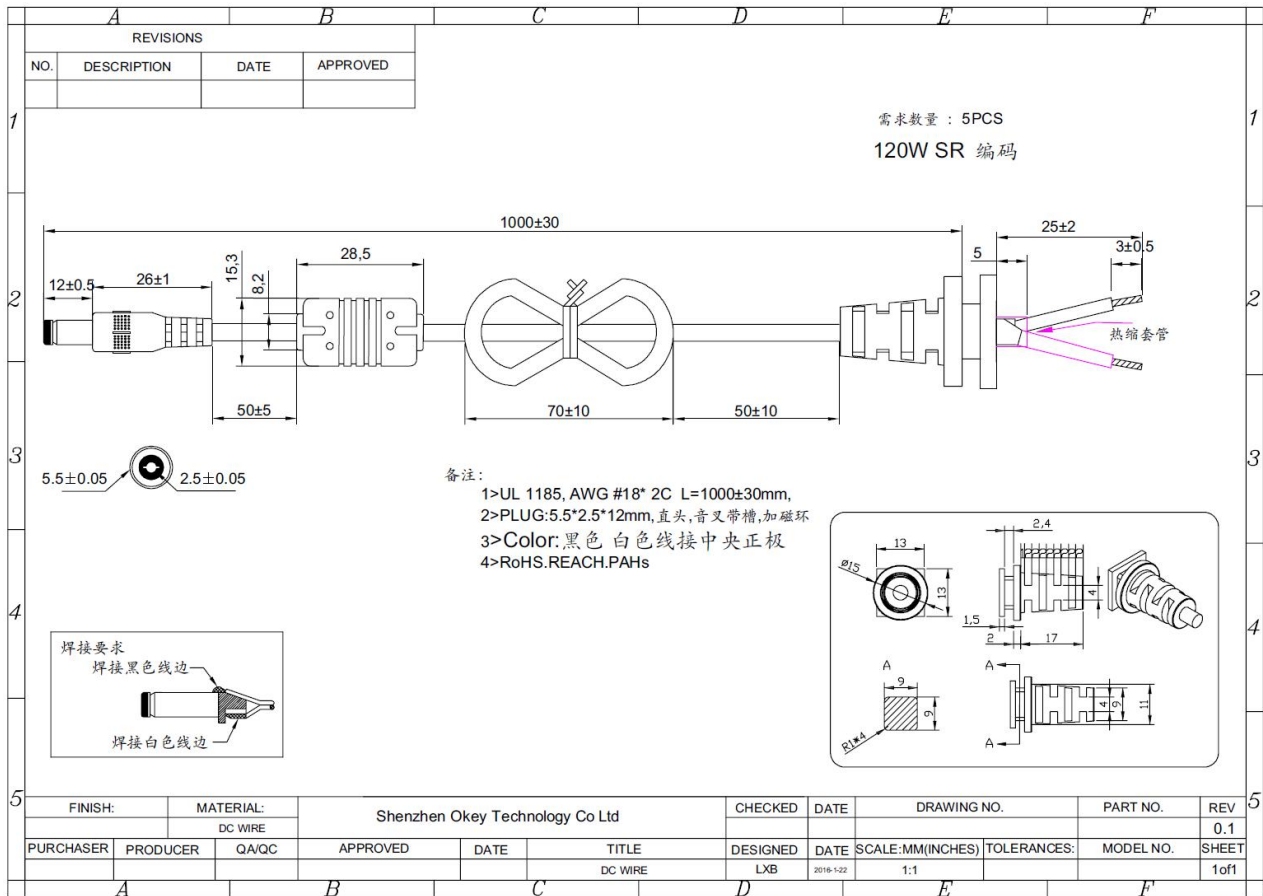 A B C D E F
REVISIONS
NO. DESCRIPTION DATE APPROVED
1 1
需求数量 : 5PCS
120W SR 编码
1000±30
25±2
5
3±0.5
28,5
15,3
8,2
12±0.5
26±1
2 2
热缩套管
50±5
70±10
50±10
3 3
5.5±0.05
2.5±0.05
备注:
1>UL 1185, AWG #18* 2C L=1000±30mm,
2>PLUG:5.5*2.5*12mm,直头,音叉带槽,加磁环
3>Color:黑色 白色线接中央正极
4>RoHS.REACH.PAHs
2,4
13
ø15
13
4
1,5
2
17
4 4
焊接要求
焊接黑色线边
焊接白色线边
A
9
9
R1*4
A
A
4
9
11
5 5
FINISH: MATERIAL: Shenzhen Okey Technology Co Ltd CHECKED DATE DRAWING NO. PART NO. REV
DC WIRE 0.1
PURCHASER PRODUCER QA/QC APPROVED DATE TITLE DESIGNED DATE SCALE:MM(INCHES) TOLERANCES: MODEL NO. SHEET
DC WIRE LXB 2016-1-22 1:1 1of1
A B C D E F